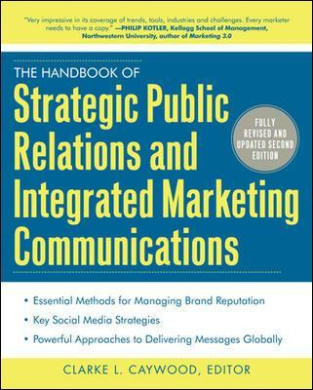 "Very impressive in its coverage of trends, tools, industries and challenges. Every marketer
needs to have a copy." —PHILIP KOTLER, Kellogg School of Management,
Northwestern University, author of Marketing 3.0
THE HANDBOOK OF
Strategic Public
Relations and
Integrated Marketing
Communications
FULLY
REVISED AND
UPDATED SECOND
EDITION
• Essential Methods for Managing Brand Reputation
• Key Social Media Strategies
• Powerful Approaches to Delivering Messages Globally
CLARKE L. CAYWOOD, EDITOR